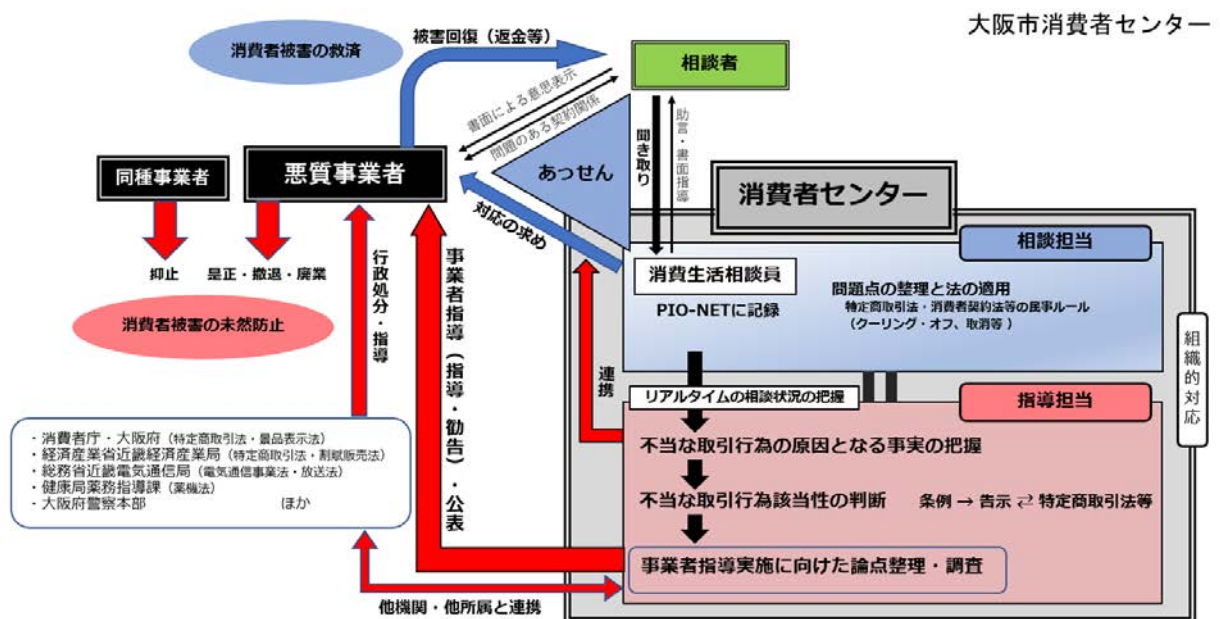 大阪市消費者センター
消費者被害の救済
被害回復（返金等）
相談者
書面による意思表示
問題のある契約関係
聞き取り
助言・書面指導
同種事業者
悪質事業者
あっせん
対応の求め
消費者センター
抑止
是正・撤退・廃業
消費者被害の未然防止
行政処分・指導
事業者指導（指導・勧告）・公表
連携
相談担当
消費生活相談員
PIO-NETに記録
問題点の整理と法の適用
特定商取引法・消費者契約法等の民事ルール
（クーリング・オフ、取消等 ）
組織的対応
リアルタイムの相談状況の把握
指導担当
不当な取引行為の原因となる事実の把握
不当な取引行為該当性の判断
条例 → 告示 ⇄ 特定商取引法等
事業者指導実施に向けた論点整理・調査
・消費者庁・大阪府（特定商取引法・景品表示法）
・経済産業省近畿経済産業局（特定商取引法・割賦販売法）
・総務省近畿電気通信局（電気通信事業法・放送法）
・健康局薬務指導課（薬機法）
・大阪府警察本部 ほか
他機関・他所属と連携